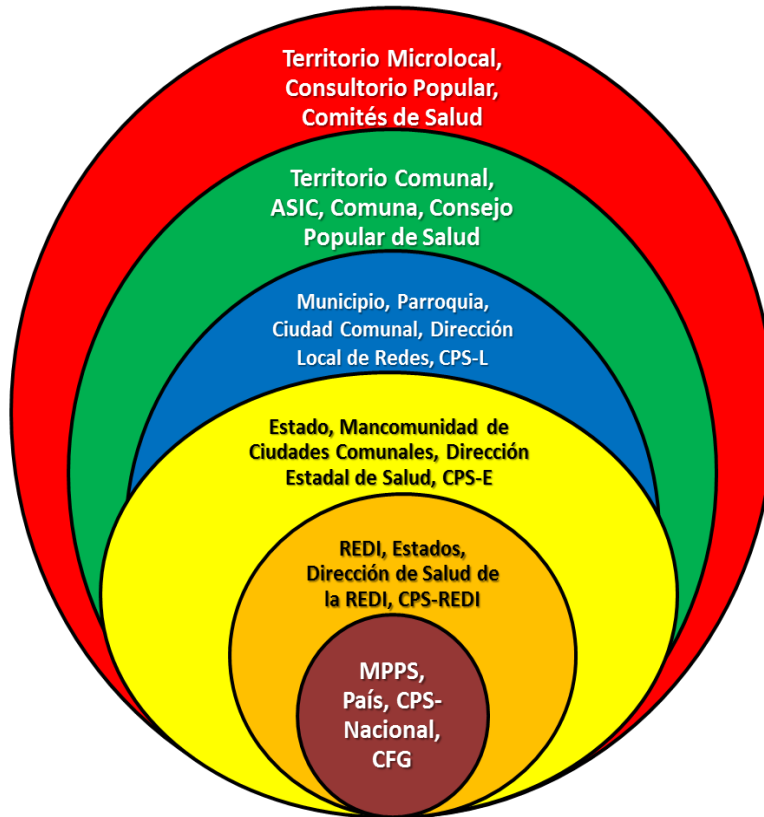 Territorio Microlocal,
Consultorio Popular,
Comités de Salud
Territorio Comunal,
ASIC, Comuna, Consejo
Popular de Salud
Municipio, Parroquia,
Ciudad Comunal, Dirección
Local de Redes, CPS-L
Estado, Mancomunidad de
Ciudades Comunales, Dirección
Estadal de Salud, CPS-E
REDI, Estados,
Dirección de Salud de
la REDI, CPS-REDI
MPPS,
País, CPS-
Nacional,
CFG